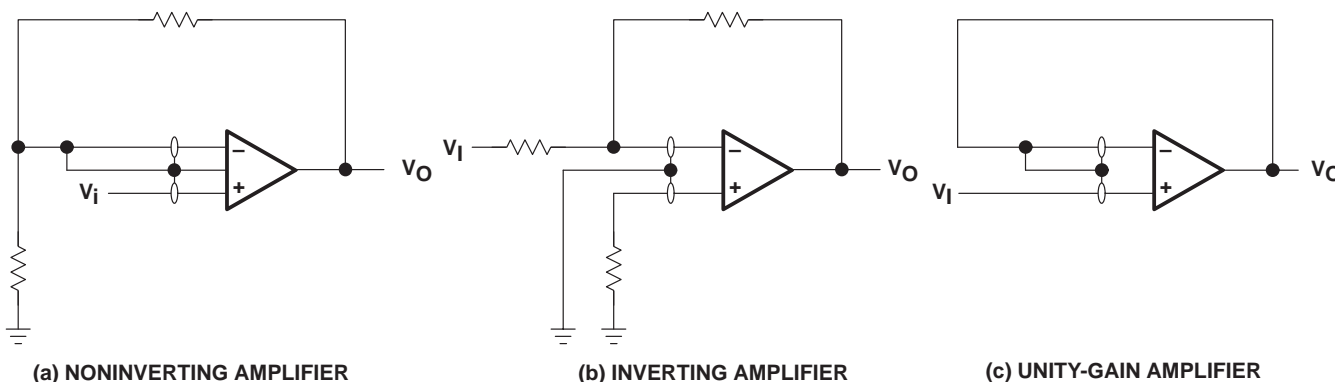 Vi
VO
(a) NONINVERTING AMPLIFIER
VI
VO
(b) INVERTING AMPLIFIER
VI
VO
(c) UNITY-GAIN AMPLIFIER